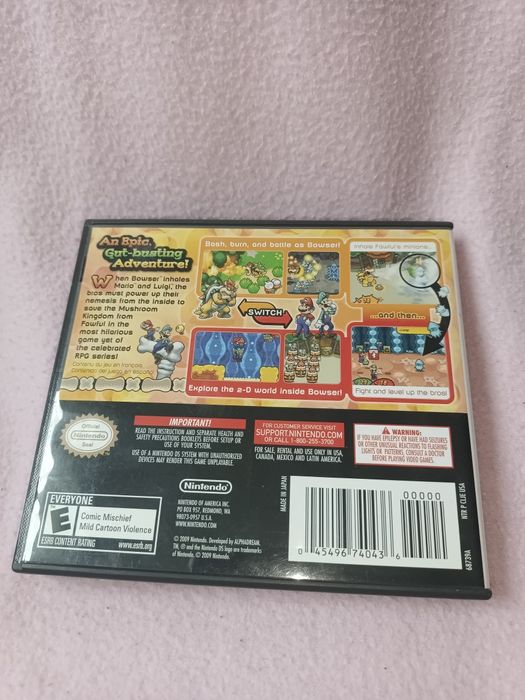 An Epic,
Gut-busting
Adventure!
When Bowser inhales
Mario and Luigi, the
bros must power up their
nemesis from the inside to
save the Mushroom
Kingdom from
Fawful in the
most hilarious
game yet of
the celebrated
RPG series!
Contenu du jeu en français.
Contenido del juego en español.
Bash, burn, and battle as Bowser!
SWITCH!
Explore the 2-D world inside Bowser!
Inhale Fawful's minions...
...and then...
Fight and level up the bros!
Official
Nintendo
Seal
IMPORTANT!
READ THE INSTRUCTION AND SEPARATE HEALTH AND
SAFETY PRECAUTIONS BOOKLETS BEFORE SETUP OR
USE OF YOUR SYSTEM.
USE OF A NINTENDO DS SYSTEM WITH UNAUTHORIZED
DEVICES MAY RENDER THIS GAME UNPLAYABLE.
FOR CUSTOMER SERVICE VISIT
SUPPORT.NINTENDO.COM
OR CALL 1-800-255-3700
FOR SALE, RENTAL AND USE ONLY IN USA,
CANADA, MEXICO AND LATIN AMERICA.
WARNING:
IF YOU HAVE EPILEPSY OR HAVE HAD SEIZURES
OR OTHER UNUSUAL REACTIONS TO FLASHING
LIGHTS OR PATTERNS, CONSULT A DOCTOR
BEFORE PLAYING VIDEO GAMES.
EVERYONE
E
Comic Mischief
Mild Cartoon Violence
ESRB CONTENT RATING
www.esrb.org
Nintendo
NINTENDO OF AMERICA INC.
PO BOX 957, REDMOND, WA
98073-0957 U.S.A.
WWW.NINTENDO.COM
© 2009 Nintendo. Developed by ALPHADREAM.
TM, ® and the Nintendo DS logo are trademarks
of Nintendo. © 2009 Nintendo.
MADE IN JAPAN
00000
0 45496 74043 6
NTR P CLJE USA
68739A